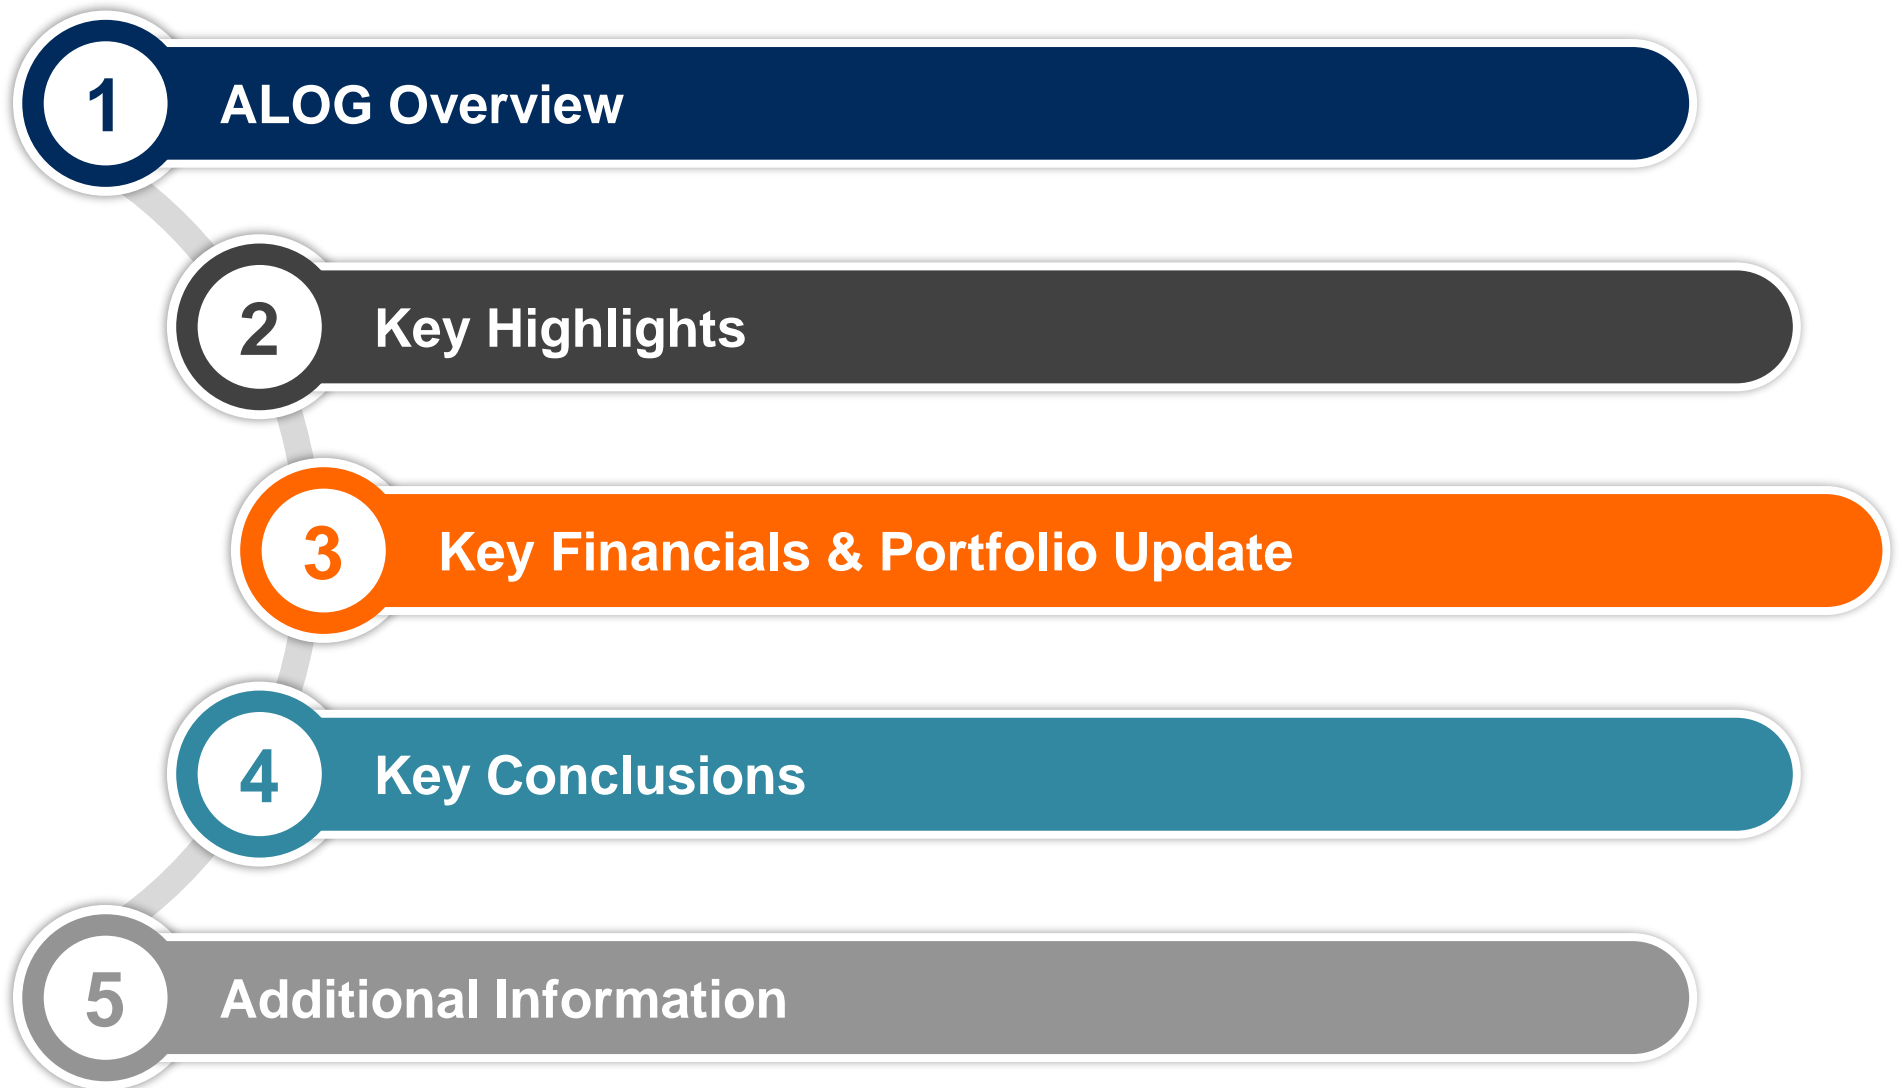 1 ALOG Overview
2 Key Highlights
3 Key Financials & Portfolio Update
4 Key Conclusions
5 Additional Information